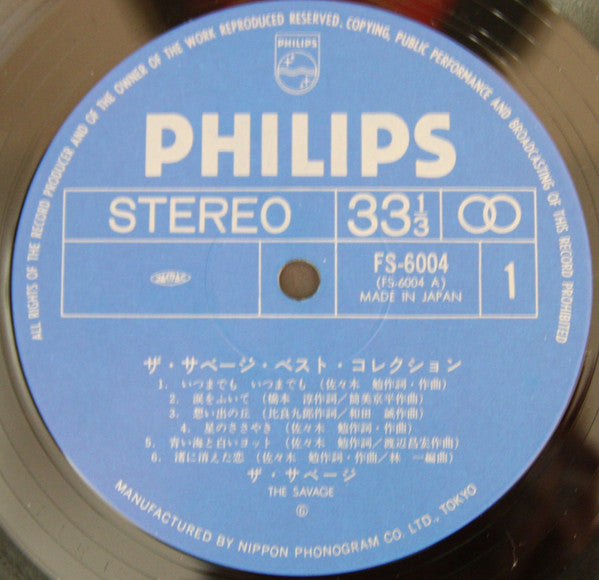 ALL RIGHTS OF THE RECORD PRODUCER AND OF THE OWNER OF THE WORK REPRODUCED RESERVED. COPYING, PUBLIC PERFORMANCE AND BROADCASTING OF THIS RECORD PROHIBITED
PHILIPS
PHILIPS
STEREO 33 1/3
FS-6004
(FS-6004 A)
MADE IN JAPAN
1
ザ・サベージ・ベスト・コレクション
1. いつまでも いつまでも (佐々木 勉作詞・作曲)
2. 涙をふいて (橋本 淳作詞/筒美京平作曲)
3. 想い出の丘 (比良九郎作詞/和田 誠作曲)
4. 星のささやき (佐々木 勉作詞・作曲)
5. 青い海と白いヨット (佐々木 勉作詞/渡辺昌宏作曲)
6. 渚に消えた恋 (佐々木 勉作詞・作曲/林 一編曲)
ザ・サベージ
THE SAVAGE
MANUFACTURED BY NIPPON PHONOGRAM CO. LTD., TOKYO